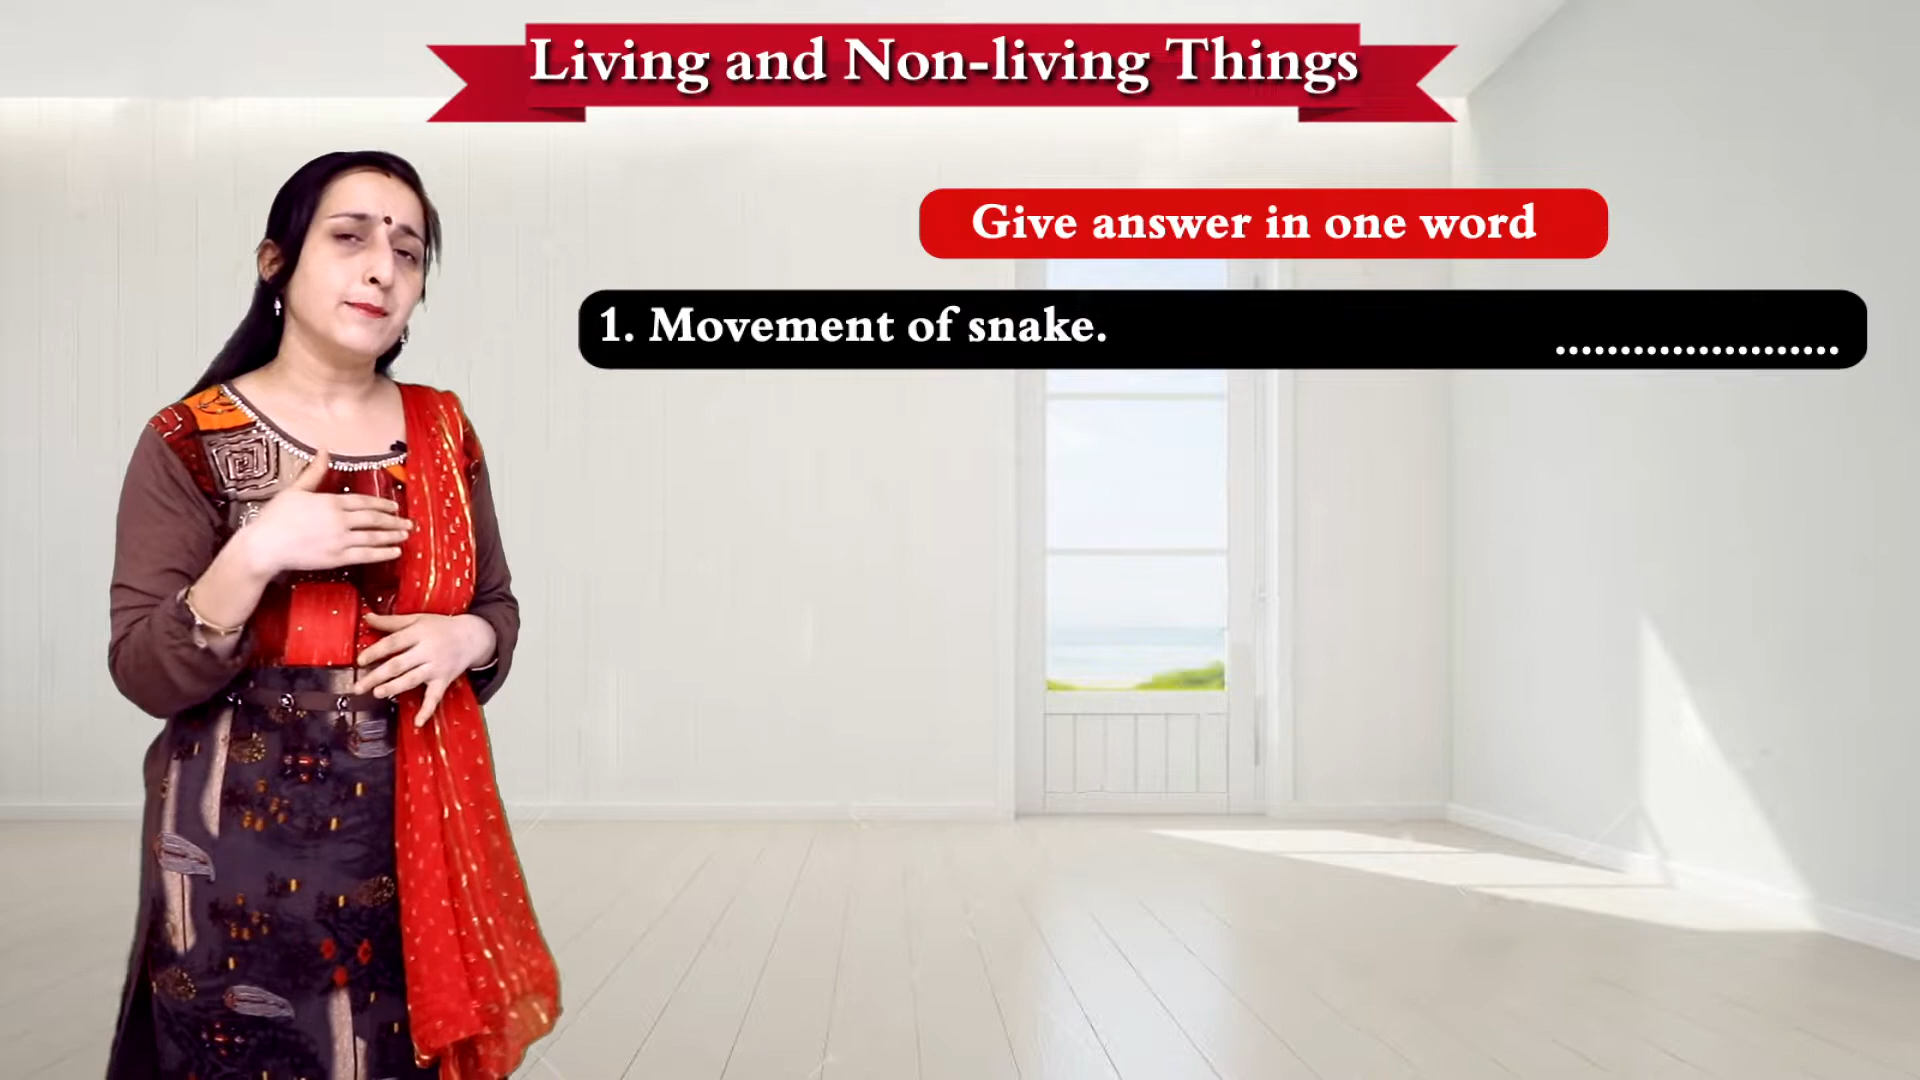 Living and Non-living Things
Give answer in one word
1. Movement of snake. ......................